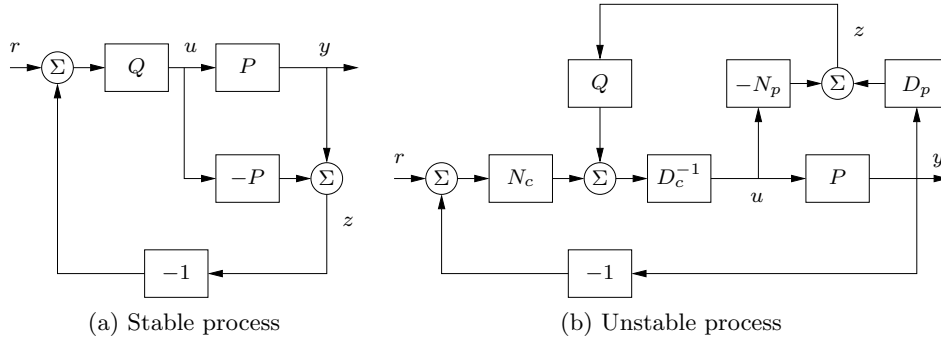 r
Σ
Q
u
P
y
−P
Σ
z
−1
(a) Stable process
z
Q
−N_p
Σ
D_p
r
Σ
N_c
Σ
D_c^{−1}
u
P
y
−1
(b) Unstable process